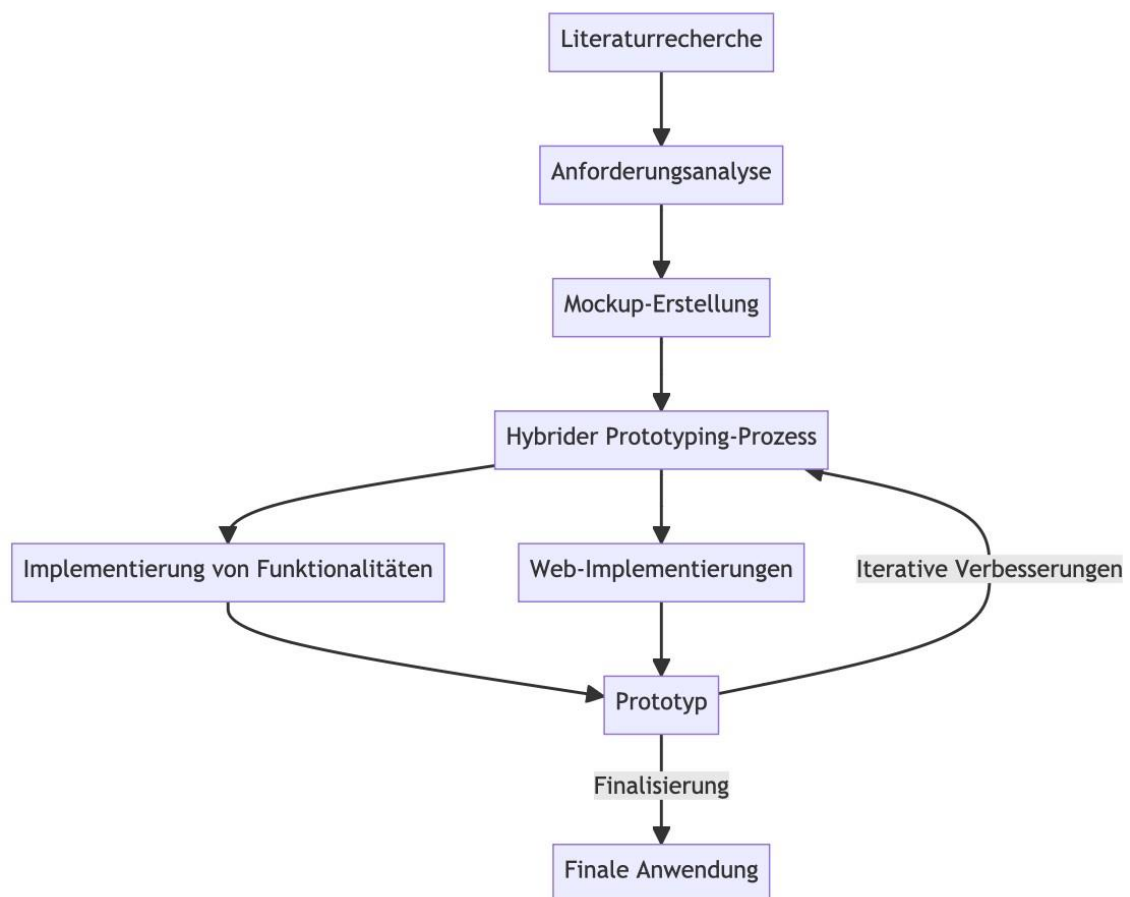 Literaturrecherche
Anforderungsanalyse
Mockup-Erstellung
Hybrider Prototyping-Prozess
Implementierung von Funktionalitäten
Web-Implementierungen
Iterative Verbesserungen
Prototyp
Finalisierung
Finale Anwendung